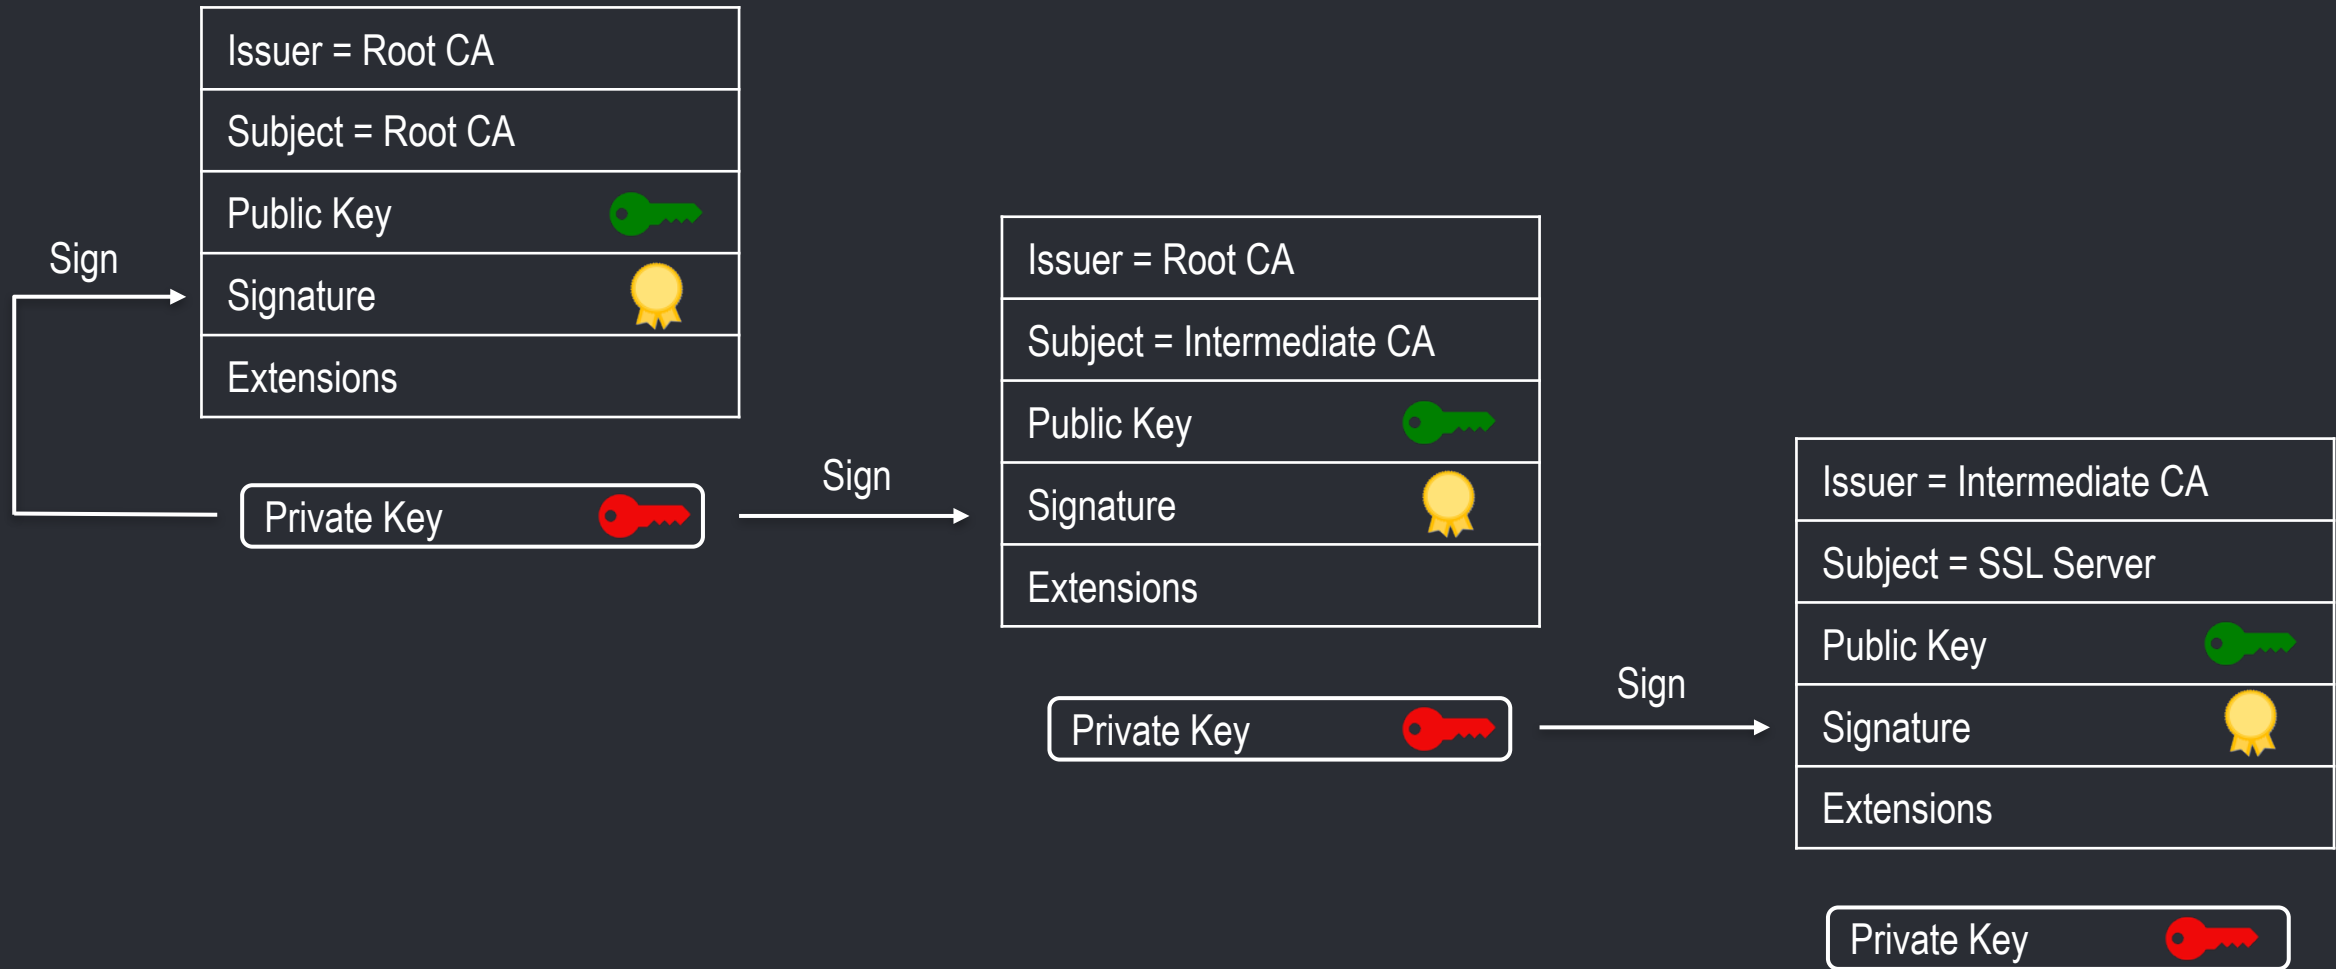 Issuer = Root CA
Subject = Root CA
Public Key
Signature
Extensions
Sign
Private Key
Sign
Issuer = Root CA
Subject = Intermediate CA
Public Key
Signature
Extensions
Private Key
Sign
Issuer = Intermediate CA
Subject = SSL Server
Public Key
Signature
Extensions
Private Key